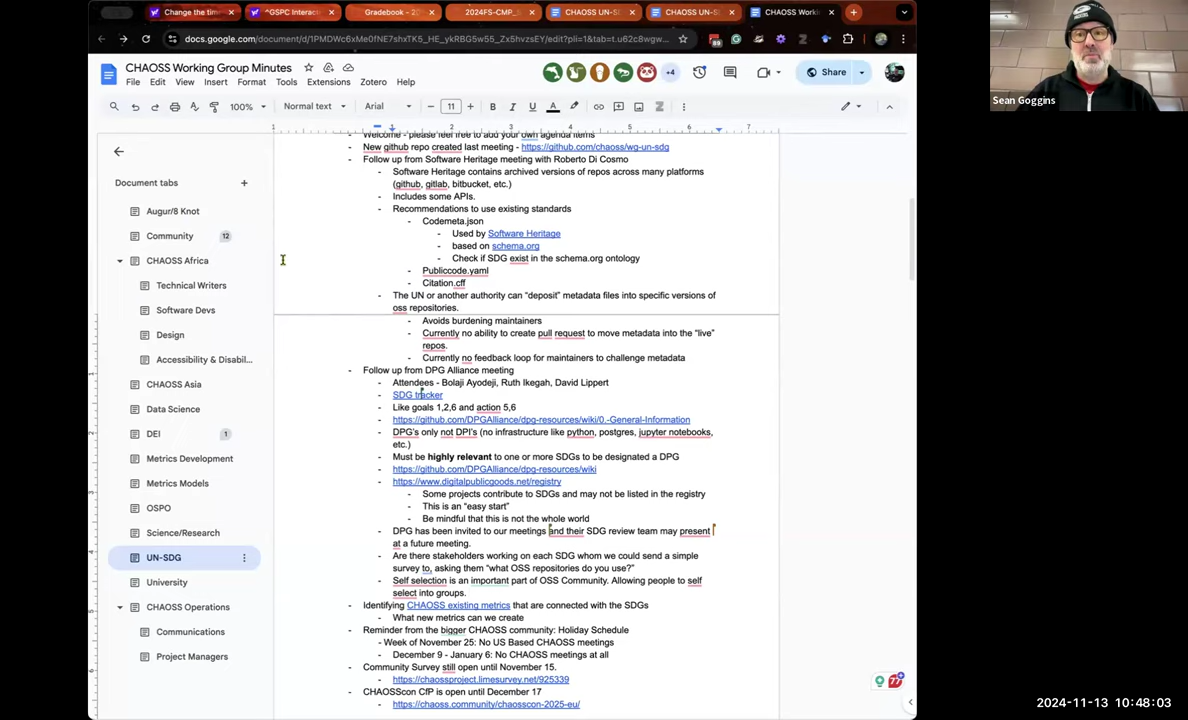 Change the time
^GSPC Interac
Gradebook - 20
2024FS-CMP_
CHAOSS UN-S
CHAOSS UN-S
CHAOSS Worki
docs.google.com/document/d/1PMDWc6xMe0fNE7shxTK5_HE_ykRBG5w55_Zx5hvzsEY/edit?pli=1&tab=t.u62c8wgw...
CHAOSS Working Group Minutes
File Edit View Insert Format Tools Extensions Zotero Help
+4
Share
100% Normal text Arial 11 B I U A
1 1 2 3 4 5 6 7
Document tabs
Augur/8 Knot
Community 12
CHAOSS Africa
Technical Writers
Software Devs
Design
Accessibility & Disabil...
CHAOSS Asia
Data Science
DEI 1
Metrics Development
Metrics Models
OSPO
Science/Research
UN-SDG
University
CHAOSS Operations
Communications
Project Managers
- Welcome - please feel free to add your own agenda items
- New github repo created last meeting - https://github.com/chaoss/wg-un-sdg
- Follow up from Software Heritage meeting with Roberto Di Cosmo
- Software Heritage contains archived versions of repos across many platforms
(github, gitlab, bitbucket, etc.)
- Includes some APIs.
- Recommendations to use existing standards
- Codemeta.json
- Used by Software Heritage
- based on schema.org
- Check if SDG exist in the schema.org ontology
- Publiccode.yaml
- Citation.cff
- The UN or another authority can “deposit” metadata files into specific versions of
oss repositories.
- Avoids burdening maintainers
- Currently no ability to create pull request to move metadata into the “live”
repos.
- Currently no feedback loop for maintainers to challenge metadata
- Follow up from DPG Alliance meeting
- Attendees - Bolaji Ayodeji, Ruth Ikegah, David Lippert
- SDG tracker
- Like goals 1,2,6 and action 5,6
- https://github.com/DPGAlliance/dpg-resources/wiki/0.-General-Information
- DPG’s only not DPI’s (no infrastructure like python, postgres, jupyter notebooks,
etc.)
- Must be highly relevant to one or more SDGs to be designated a DPG
- https://github.com/DPGAlliance/dpg-resources/wiki
- https://www.digitalpublicgoods.net/registry
- Some projects contribute to SDGs and may not be listed in the registry
- This is an “easy start”
- Be mindful that this is not the whole world
- DPG has been invited to our meetings and their SDG review team may present
at a future meeting.
- Are there stakeholders working on each SDG whom we could send a simple
survey to, asking them “what OSS repositories do you use?”
- Self selection is an important part of OSS Community. Allowing people to self
select into groups.
- Identifying CHAOSS existing metrics that are connected with the SDGs
- What new metrics can we create
- Reminder from the bigger CHAOSS community: Holiday Schedule
- Week of November 25: No US Based CHAOSS meetings
- December 9 - January 6: No CHAOSS meetings at all
- Community Survey still open until November 15.
- https://chaossproject.limesurvey.net/925339
- CHAOSScon CfP is open until December 17
- https://chaoss.community/chaosscon-2025-eu/
Sean Goggins
2024-11-13 10:48:03